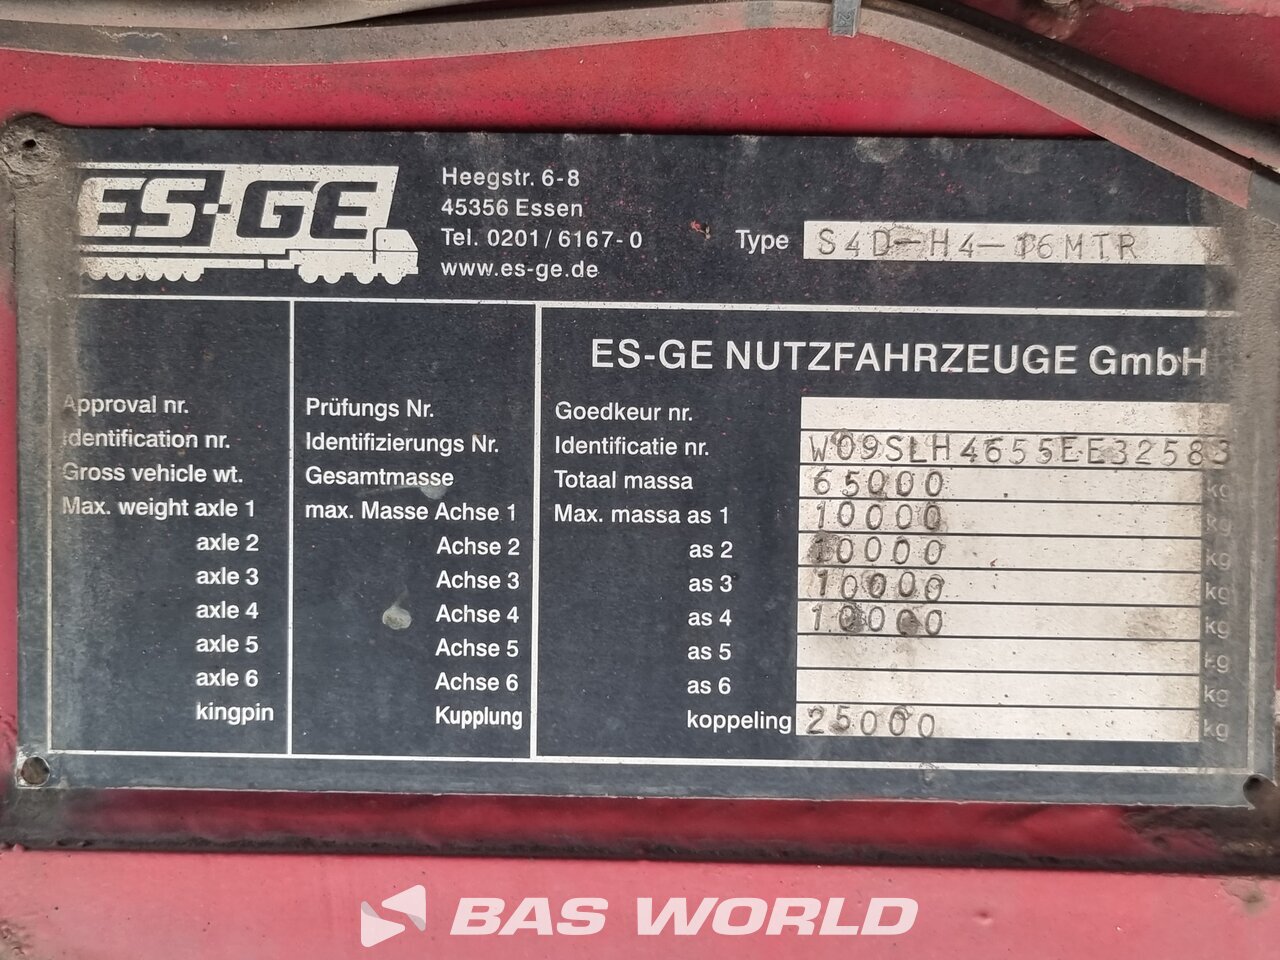 ES-GE
Heegstr. 6-8
45356 Essen
Tel. 0201/6167-0
www.es-ge.de
Type S4D-H4-16MTR
ES-GE NUTZFAHRZEUGE GmbH
Approval nr. Prüfungs Nr. Goedkeur nr.
Identification nr. Identifizierungs Nr. Identificatie nr. W09SLH4655EE32583
Gross vehicle wt. Gesamtmasse Totaal massa 65000 kg
Max. weight axle 1 max. Masse Achse 1 Max. massa as 1 10000 kg
axle 2 Achse 2 as 2 10000 kg
axle 3 Achse 3 as 3 10000 kg
axle 4 Achse 4 as 4 10000 kg
axle 5 Achse 5 as 5 kg
axle 6 Achse 6 as 6 kg
kingpin Kupplung koppeling 25000 kg
BAS WORLD